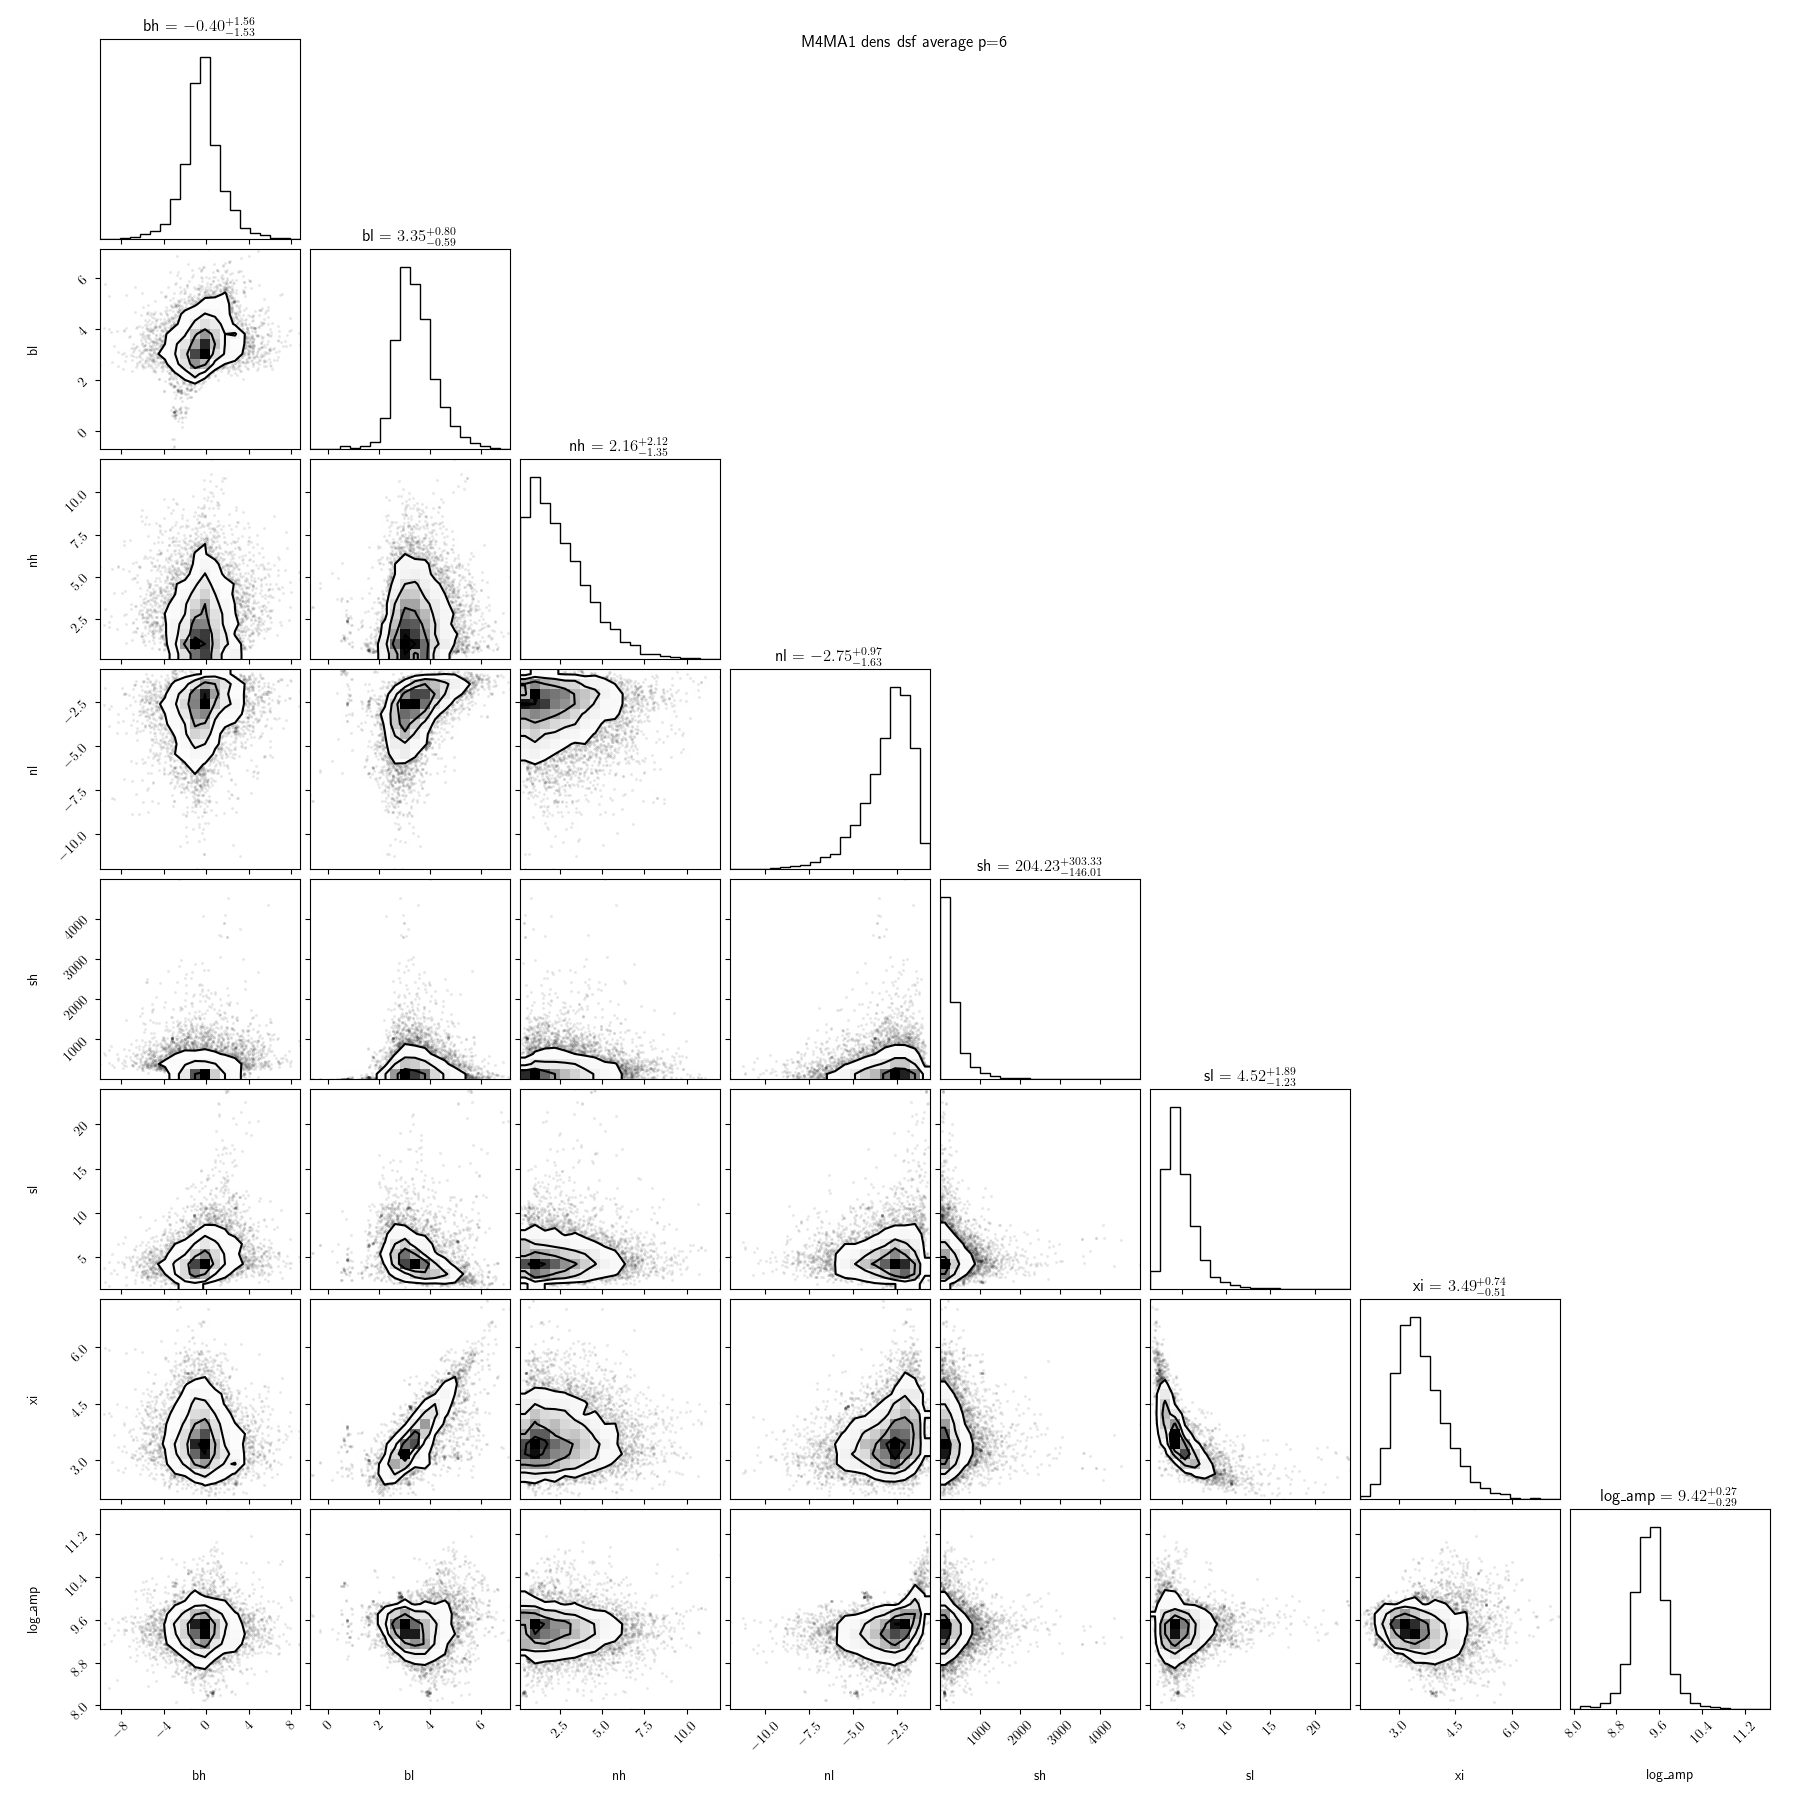 bh = −0.40 +1.56 −1.53
M4MA1 dens dsf average p=6
bl = 3.35 +0.80 −0.59
6
4
2
0
bl
nh = 2.16 +2.12 −1.35
10.0
7.5
5.0
2.5
nh
nl = −2.75 +0.97 −1.63
−2.5
−5.0
−7.5
−10.0
nl
sh = 204.23 +303.33 −146.01
4000
3000
2000
1000
sh
sl = 4.52 +1.89 −1.23
20
15
10
5
sl
xi = 3.49 +0.74 −0.51
6.0
4.5
3.0
xi
log_amp = 9.42 +0.27 −0.29
11.2
10.4
9.6
8.8
8.0
log_amp
−8 −4 0 4 8 0 2 4 6 2.5 5.0 7.5 10.0 −10.0 −7.5 −5.0 −2.5 1000 2000 3000 4000 5 10 15 20 3.0 4.5 6.0 8.0 8.8 9.6 10.4 11.2
bh bl nh nl sh sl xi log_amp